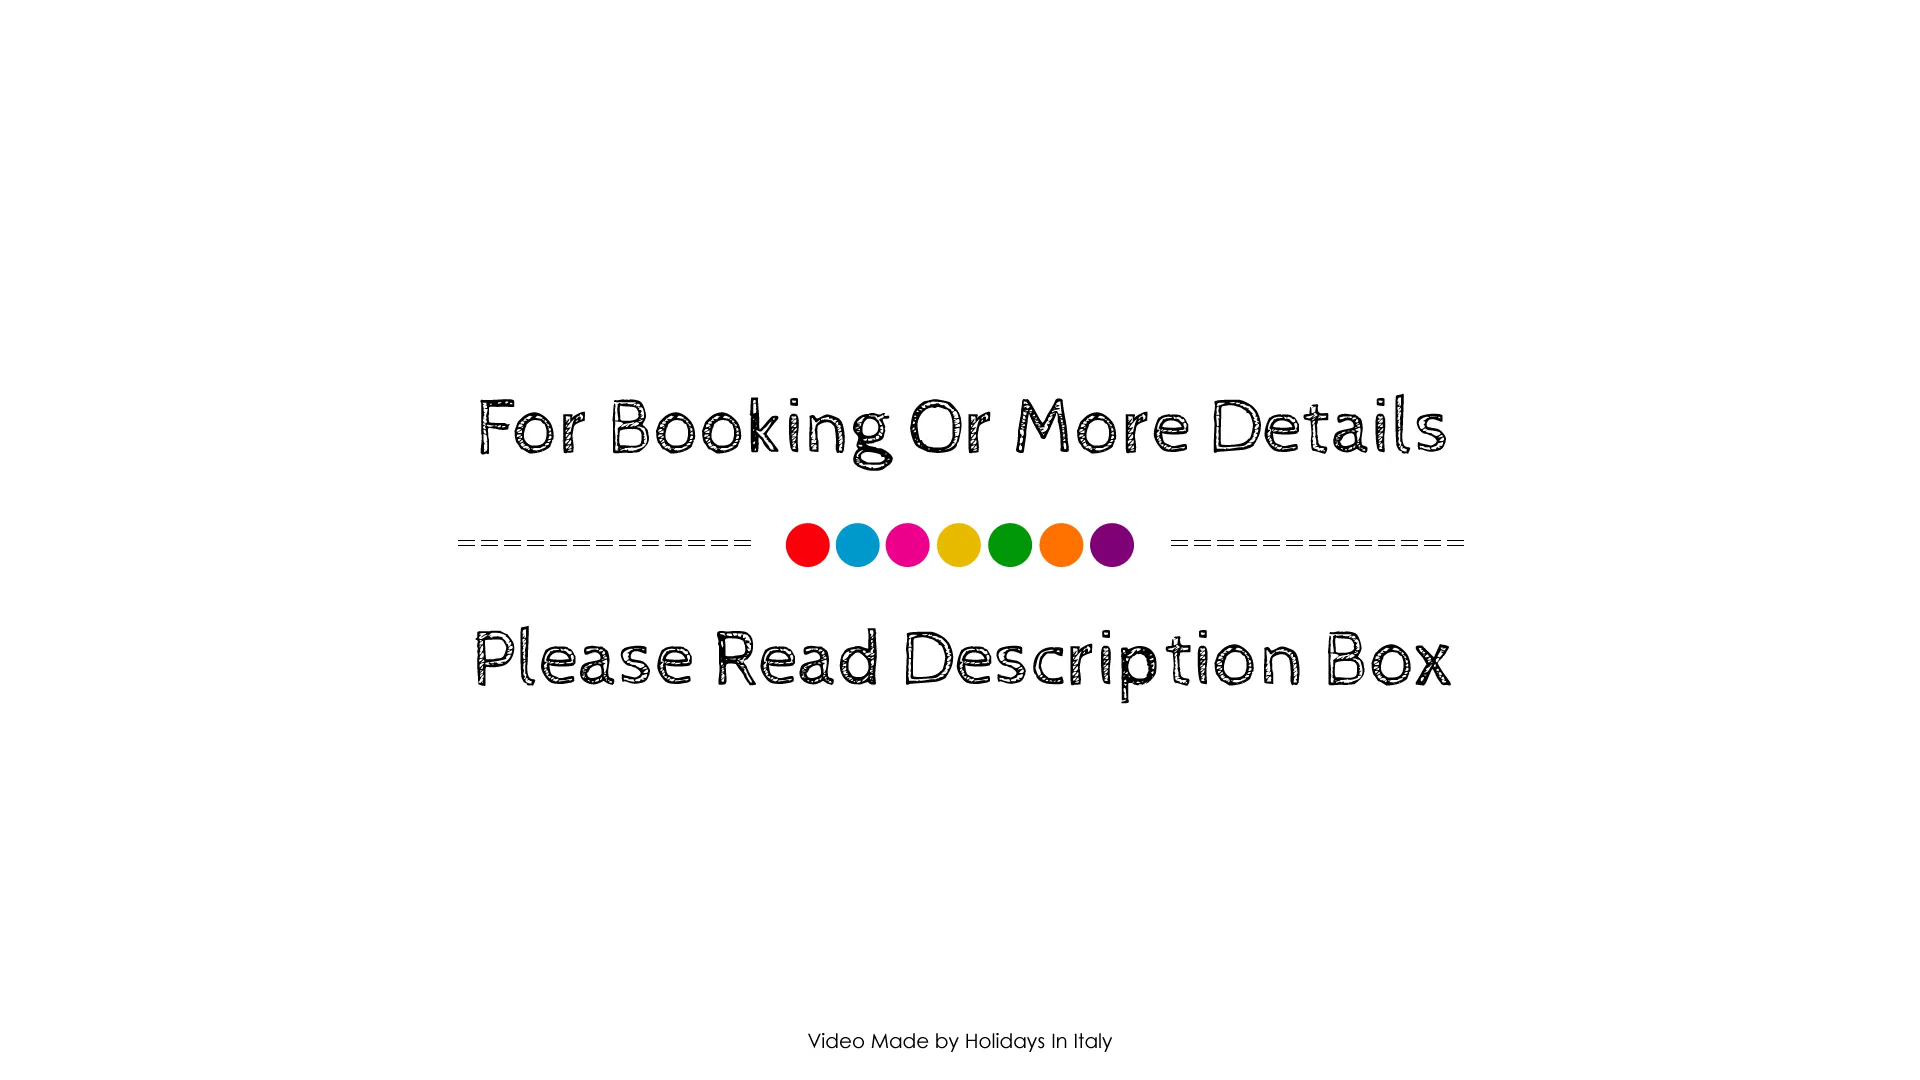 For Booking Or More Details
============= =============
Please Read Description Box
Video Made by Holidays In Italy